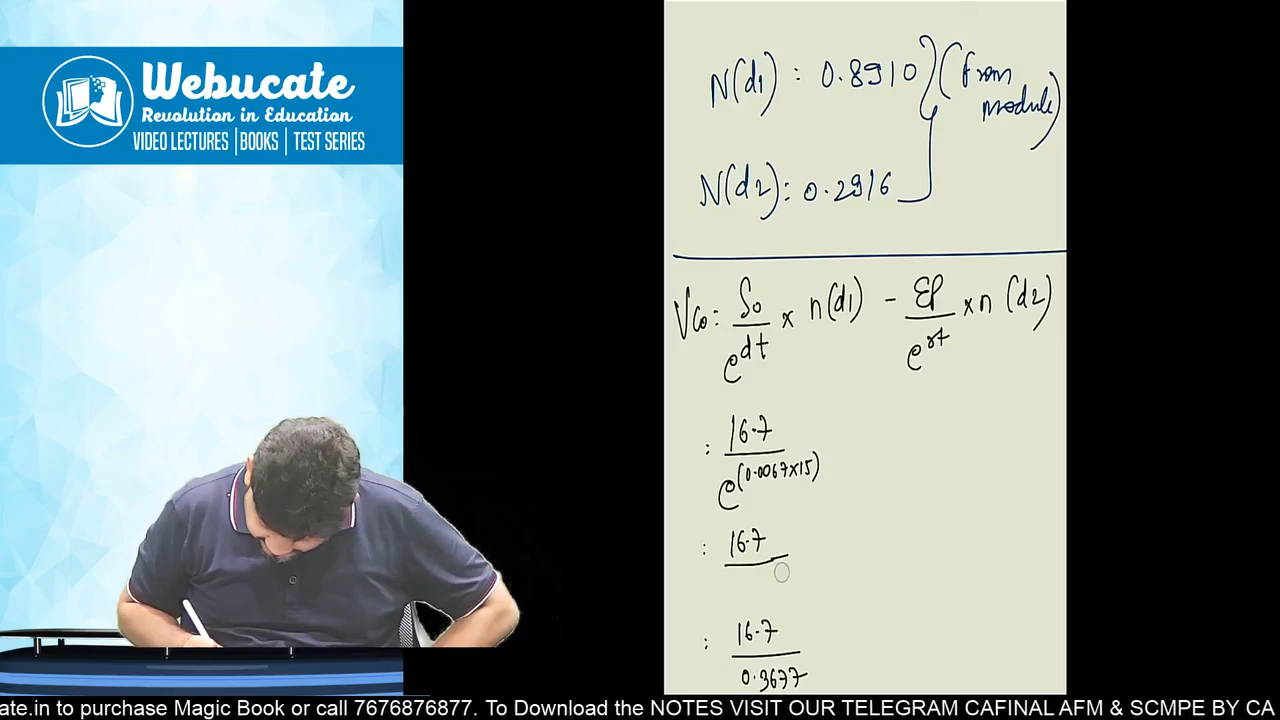 Webucate
Revolution in Education
VIDEO LECTURES | BOOKS | TEST SERIES
N(d1) : 0.8910 (from module)
N(d2) : 0.2916
Vco : S0/e^dt × n(d1) - EP/e^rt × n(d2)
: 16.7/e^(0.0067×15)
: 16.7
: 16.7/0.3677
ate.in to purchase Magic Book or call 7676876877. To Download the NOTES VISIT OUR TELEGRAM CAFINAL AFM & SCMPE BY CA